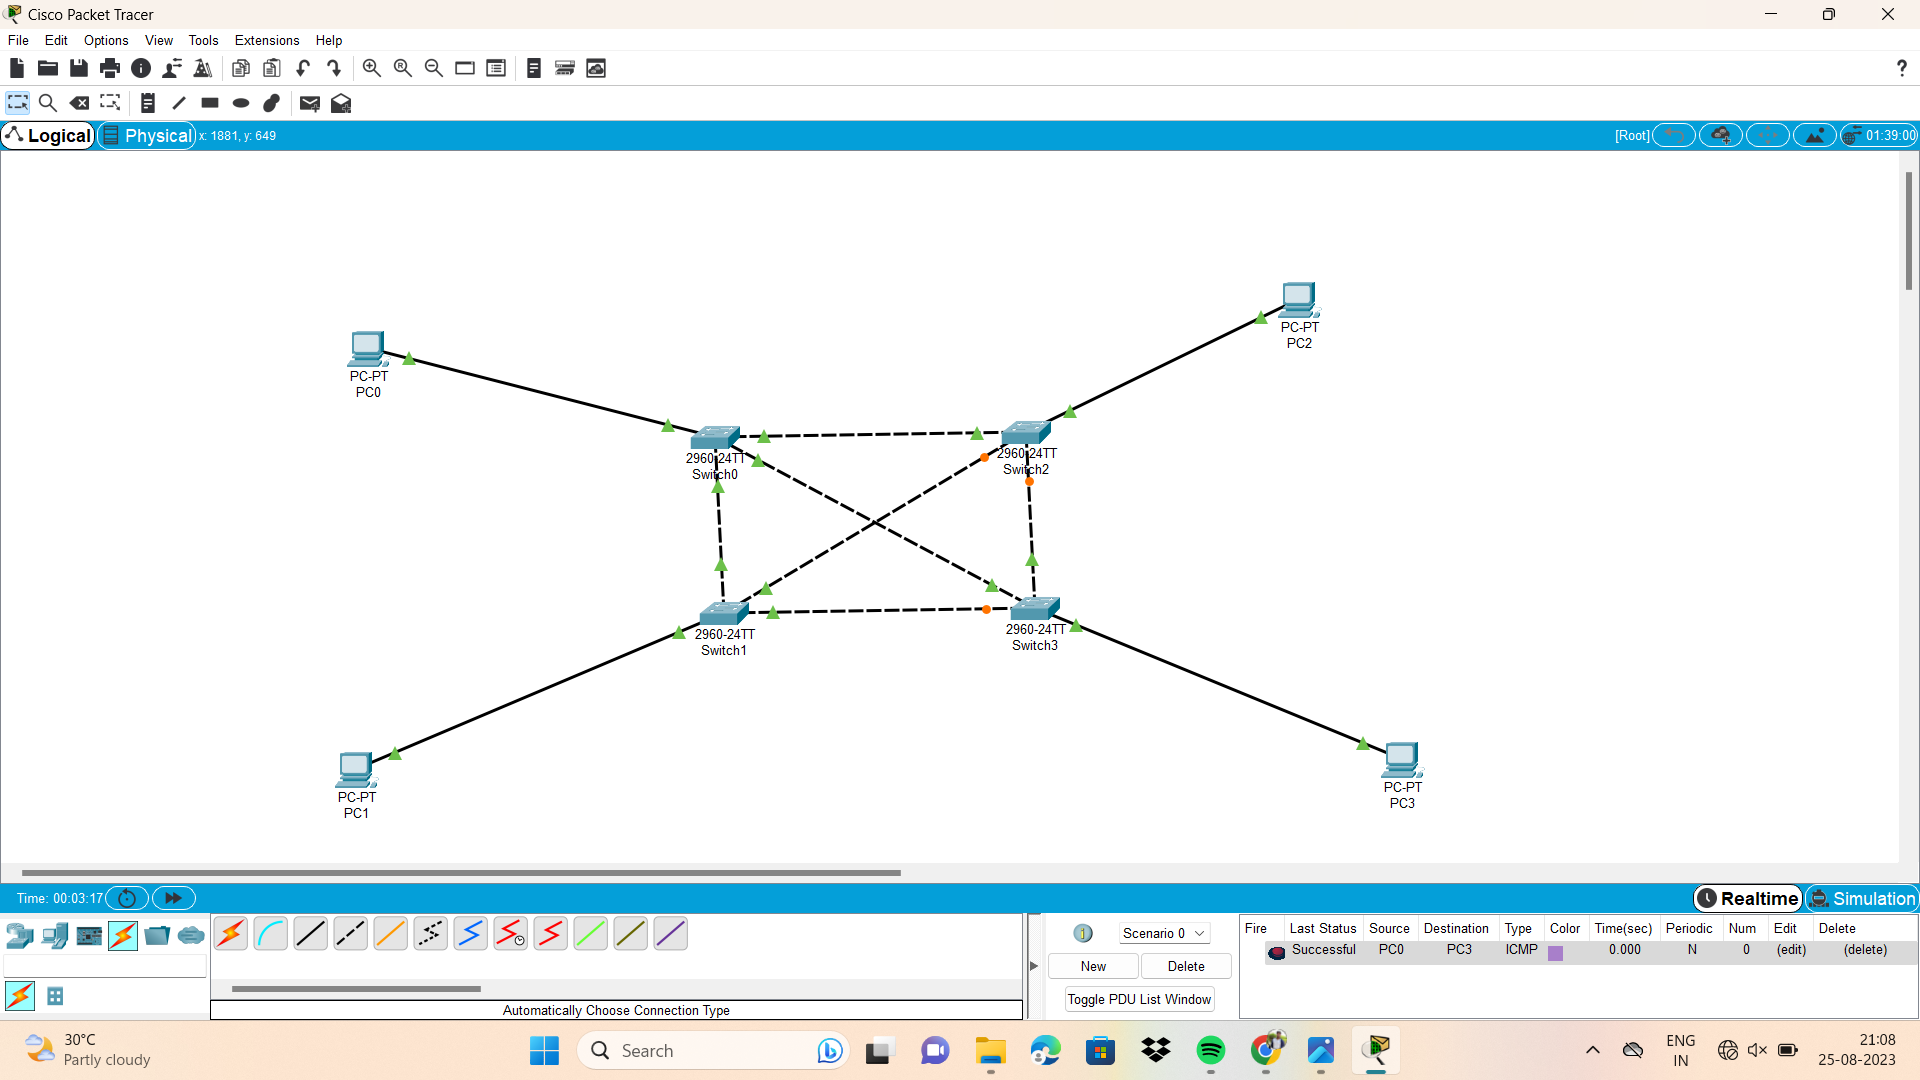 Cisco Packet Tracer
File Edit Options View Tools Extensions Help
?
Logical Physical x: 1881, y: 649 [Root] 01:39:00
PC-PT
PC0
PC-PT
PC2
2960-24TT
Switch0
2960-24TT
Switch2
2960-24TT
Switch1
2960-24TT
Switch3
PC-PT
PC1
PC-PT
PC3
Time: 00:03:17 Realtime Simulation
Scenario 0
New Delete
Toggle PDU List Window
Fire Last Status Source Destination Type Color Time(sec) Periodic Num Edit Delete
Successful PC0 PC3 ICMP 0.000 N 0 (edit) (delete)
Automatically Choose Connection Type
30°C
Partly cloudy
Search
ENG
IN
21:08
25-08-2023